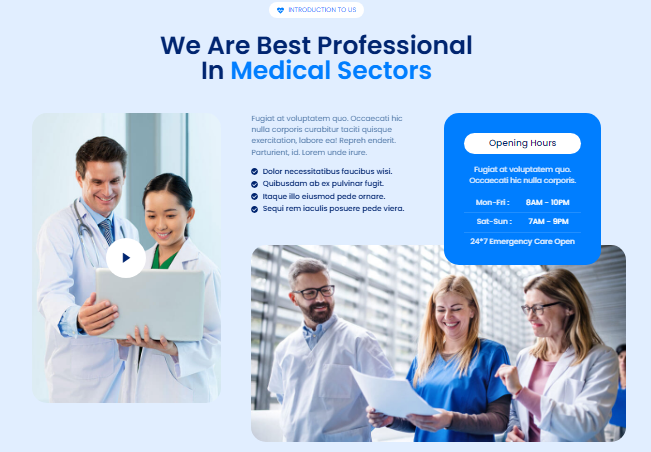 INTRODUCTION TO US
We Are Best Professional
In Medical Sectors
Fugiat at voluptatem quo. Occaecati hic
nulla corporis curabitur taciti quisque
exercitation, labore ea! Repreh enderit.
Parturient, id. Lorem unde irure.
Dolor necessitatibus faucibus wisi.
Quibusdam ab ex pulvinar fugit.
Itaque illo eiusmod pede ornare.
Sequi rem iaculis posuere pede viera.
Opening Hours
Fugiat at voluptatem quo.
Occaecati hic nulla corporis.
Mon-Fri : 8AM - 10PM
Sat-Sun : 7AM - 9PM
24*7 Emergency Care Open